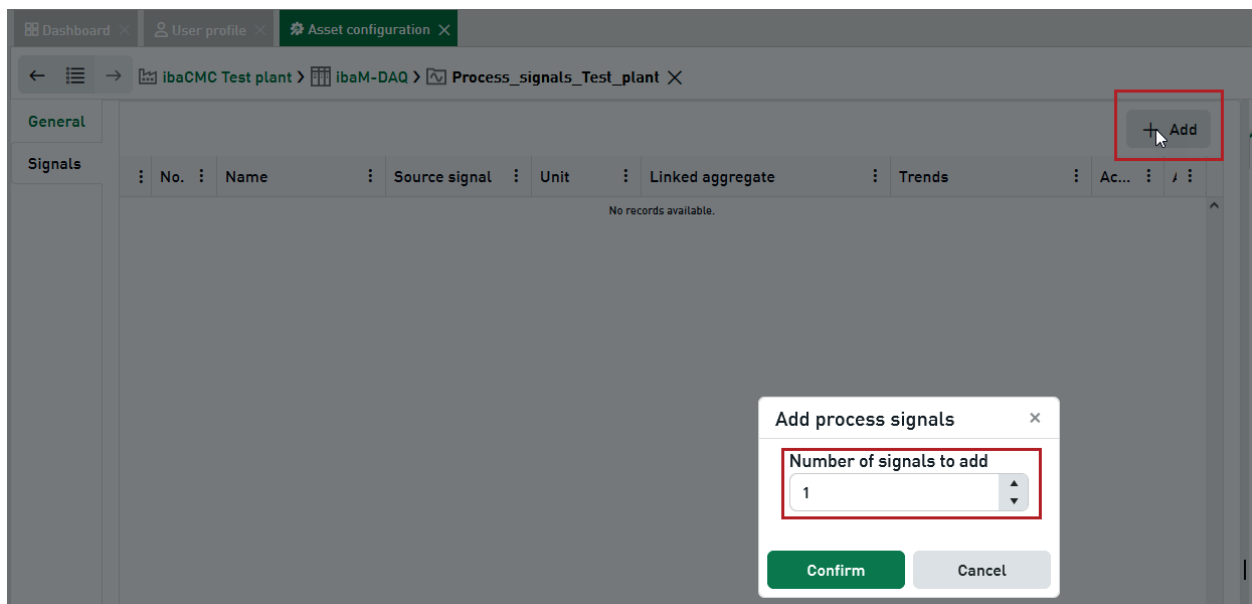 Dashboard User profile Asset configuration
ibaCMC Test plant > ibaM-DAQ > Process_signals_Test_plant
General
+ Add
Signals
No. Name Source signal Unit Linked aggregate Trends Ac...
No records available.
Add process signals
Number of signals to add
1
Confirm Cancel